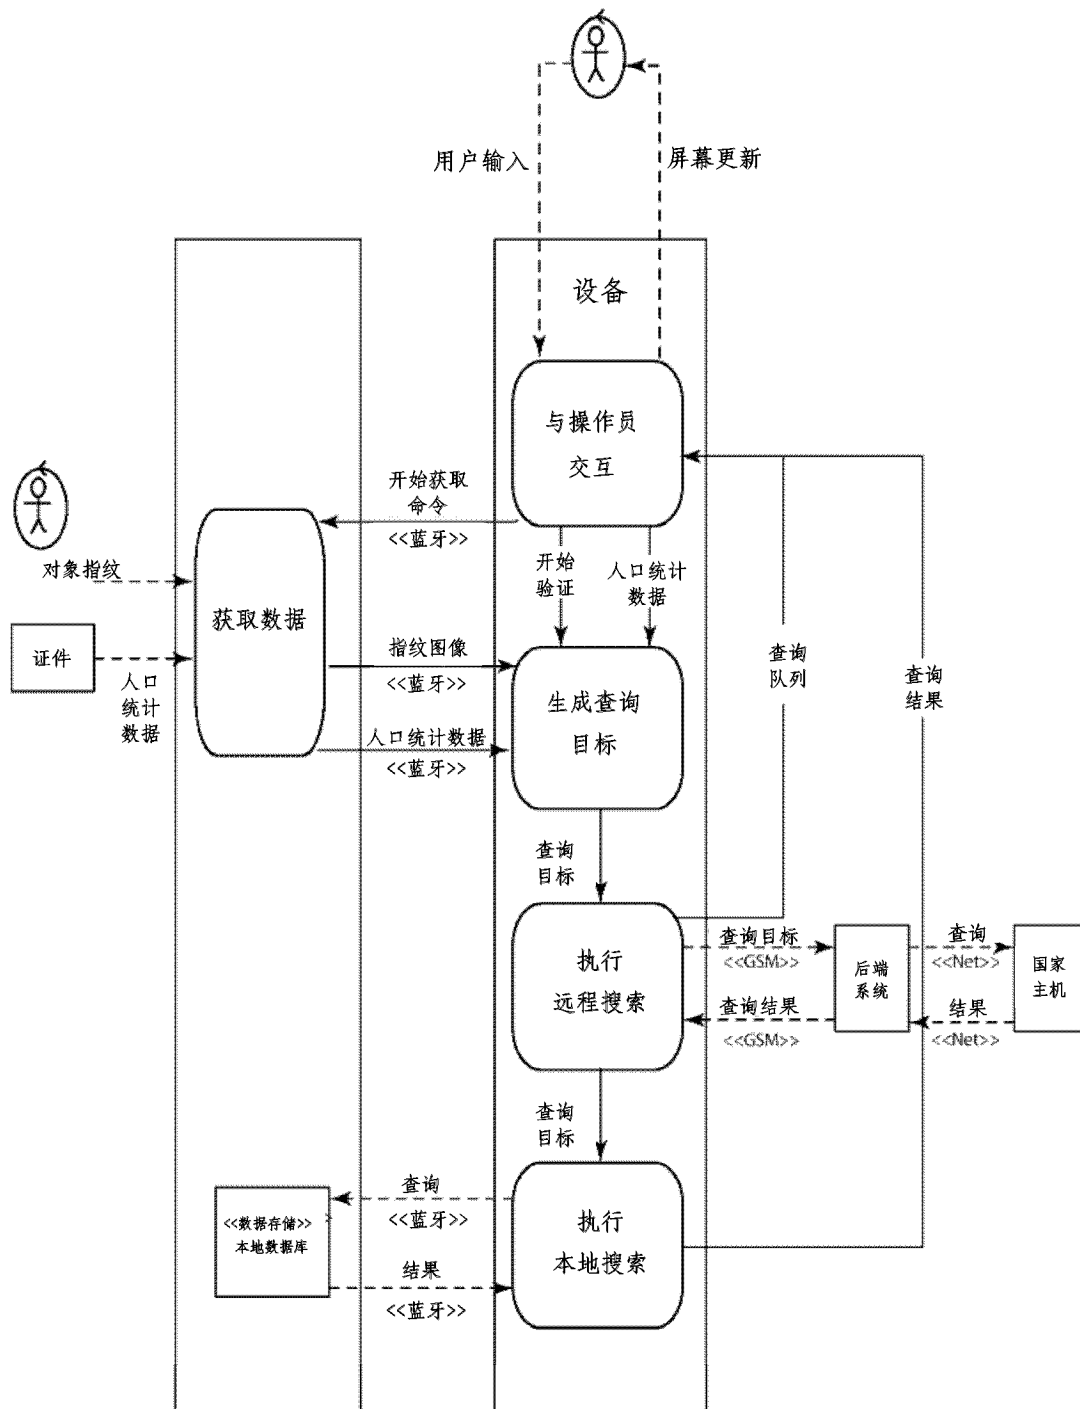 用户输入
屏幕更新
设备
与操作员
交互
开始获取
命令
<<蓝牙>>
对象指纹
开始
验证
人口统计
数据
获取数据
证件
人口
统计
数据
指纹图像
<<蓝牙>>
生成查询
目标
查询
队列
查询
结果
人口统计数据
<<蓝牙>>
查询
目标
执行
远程搜索
查询目标
<<GSM>>
查询结果
<<GSM>>
后端
系统
查询
<<Net>>
结果
<<Net>>
国家
主机
查询
目标
查询
<<蓝牙>>
<<数据存储>>
本地数据库
>
结果
<<蓝牙>>
执行
本地搜索